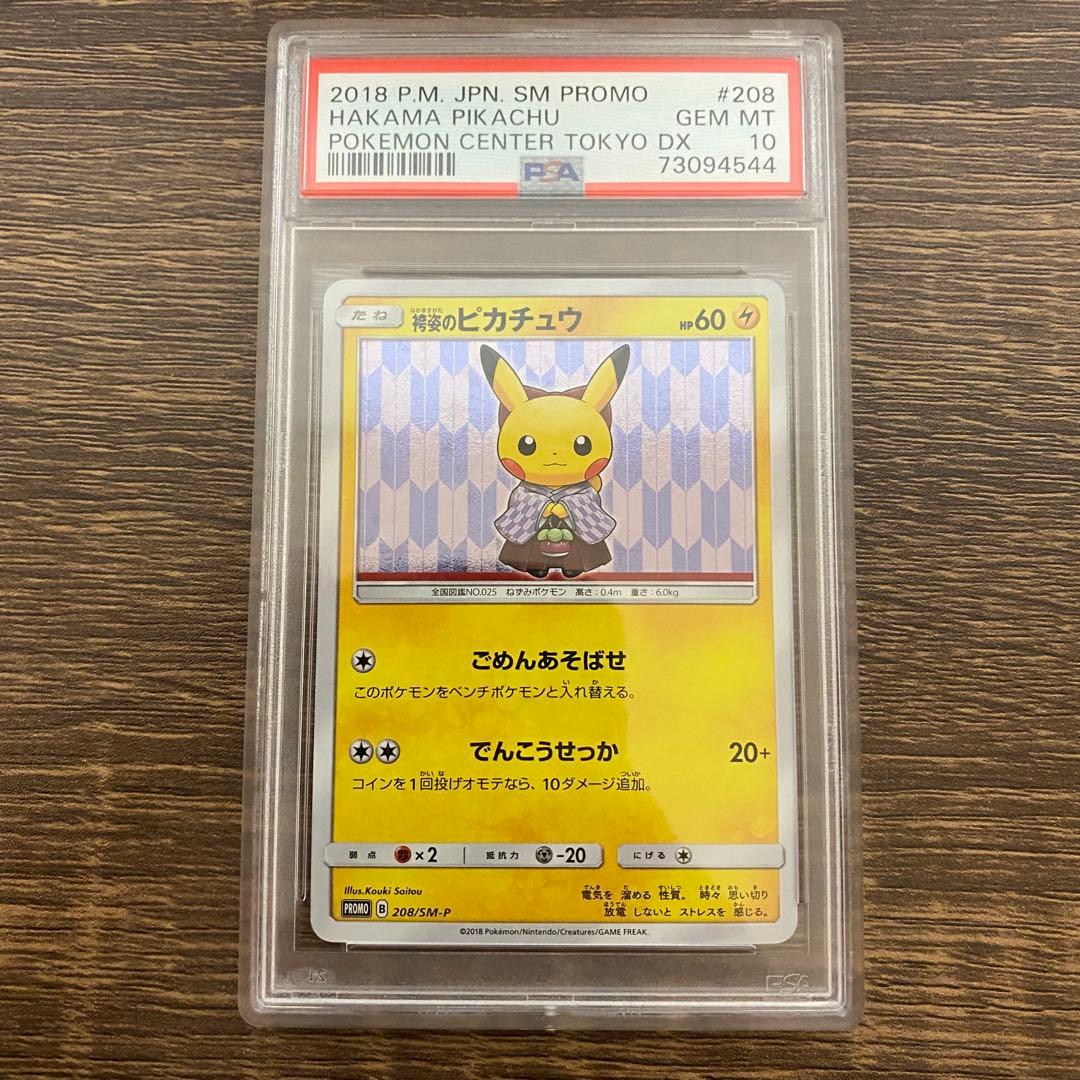 2018 P.M. JPN. SM PROMO #208
HAKAMA PIKACHU GEM MT
POKEMON CENTER TOKYO DX 10
PSA 73094544
たね 袴姿のピカチュウ HP60
はかますがた
全国図鑑NO.025 ねずみポケモン 高さ:0.4m 重さ:6.0kg
ごめんあそばせ
このポケモンをベンチポケモンと入れ替える。
でんこうせっか 20+
コインを1回投げオモテなら、10ダメージ追加。
弱点 ×2 抵抗力 -20 にげる
Illus.Kouki Saitou
電気を 溜める 性質。 時々 思い切り
放電 しないと ストレスを 感じる。
PROMO B 208/SM-P
©2018 Pokémon/Nintendo/Creatures/GAME FREAK.
PSA